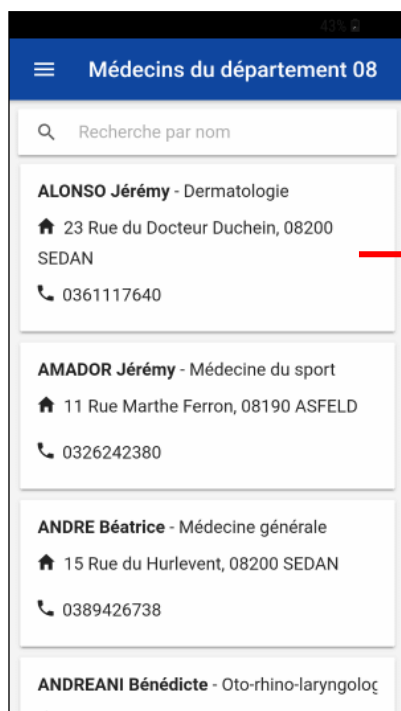 43%
Médecins du département 08
Recherche par nom
ALONSO Jérémy - Dermatologie
23 Rue du Docteur Duchein, 08200
SEDAN
0361117640
AMADOR Jérémy - Médecine du sport
11 Rue Marthe Ferron, 08190 ASFELD
0326242380
ANDRE Béatrice - Médecine générale
15 Rue du Hurlevent, 08200 SEDAN
0389426738
ANDREANI Bénédicte - Oto-rhino-laryngolog